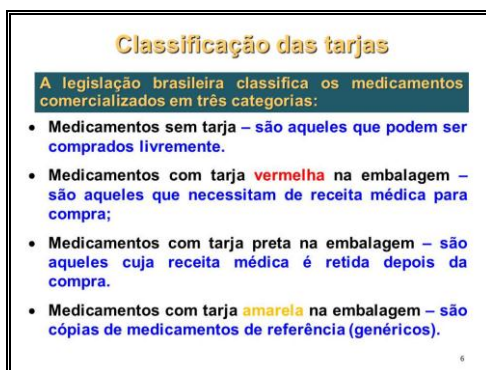 Classificação das tarjas
A legislação brasileira classifica os medicamentos
comercializados em três categorias:
• Medicamentos sem tarja – são aqueles que podem ser
comprados livremente.
• Medicamentos com tarja vermelha na embalagem –
são aqueles que necessitam de receita médica para
compra;
• Medicamentos com tarja preta na embalagem – são
aqueles cuja receita médica é retida depois da
compra.
• Medicamentos com tarja amarela na embalagem – são
cópias de medicamentos de referência (genéricos).
6